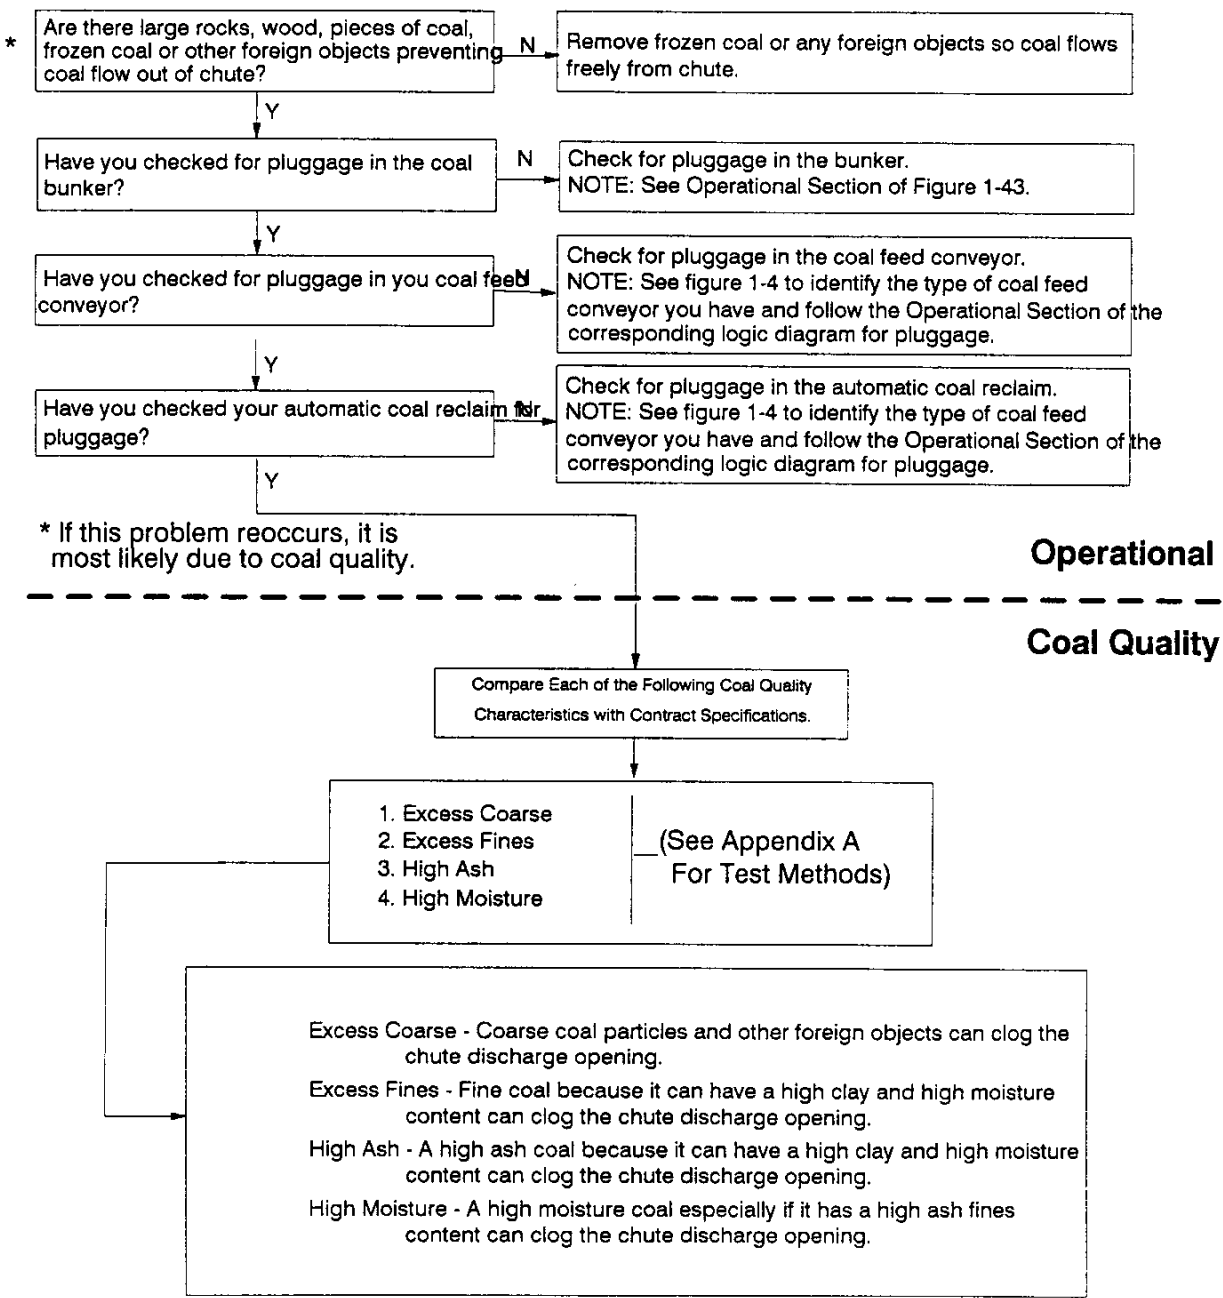 Are there large rocks, wood, pieces of coal,
* frozen coal or other foreign objects preventing
coal flow out of chute?
N
Remove frozen coal or any foreign objects so coal flows
freely from chute.
Y
Have you checked for pluggage in the coal
bunker?
N
Check for pluggage in the bunker.
NOTE: See Operational Section of Figure 1-43.
Y
Have you checked for pluggage in you coal feed
conveyor?
N
Check for pluggage in the coal feed conveyor.
NOTE: See figure 1-4 to identify the type of coal feed
conveyor you have and follow the Operational Section of the
corresponding logic diagram for pluggage.
Y
Have you checked your automatic coal reclaim for
pluggage?
N
Check for pluggage in the automatic coal reclaim.
NOTE: See figure 1-4 to identify the type of coal feed
conveyor you have and follow the Operational Section of the
corresponding logic diagram for pluggage.
Y
* If this problem reoccurs, it is
most likely due to coal quality.
Operational
Coal Quality
Compare Each of the Following Coal Quality
Characteristics with Contract Specifications.
1. Excess Coarse
2. Excess Fines
3. High Ash
4. High Moisture
(See Appendix A
For Test Methods)
Excess Coarse - Coarse coal particles and other foreign objects can clog the
chute discharge opening.
Excess Fines - Fine coal because it can have a high clay and high moisture
content can clog the chute discharge opening.
High Ash - A high ash coal because it can have a high clay and high moisture
content can clog the chute discharge opening.
High Moisture - A high moisture coal especially if it has a high ash fines
content can clog the chute discharge opening.